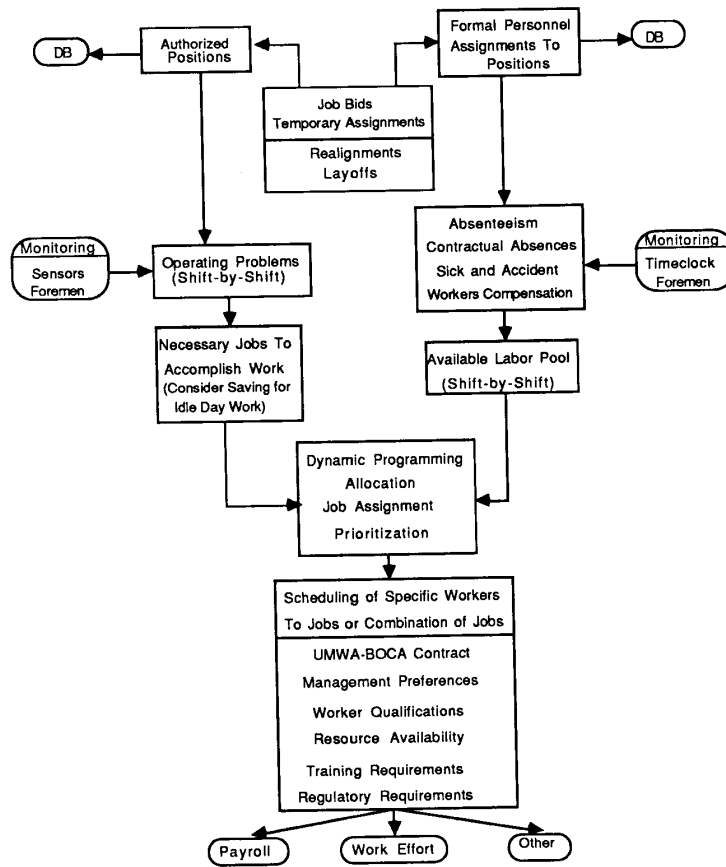 DB
Authorized
Positions
Formal Personnel
Assignments To
Positions
DB
Job Bids
Temporary Assignments
Realignments
Layoffs
Monitoring
Sensors
Foremen
Operating Problems
(Shift-by-Shift)
Absenteeism
Contractual Absences
Sick and Accident
Workers Compensation
Monitoring
Timeclock
Foremen
Necessary Jobs To
Accomplish Work
(Consider Saving for
Idle Day Work)
Available Labor Pool
(Shift-by-Shift)
Dynamic Programming
Allocation
Job Assignment
Prioritization
Scheduling of Specific Workers
To Jobs or Combination of Jobs
UMWA-BOCA Contract
Management Preferences
Worker Qualifications
Resource Availability
Training Requirements
Regulatory Requirements
Payroll
Work Effort
Other